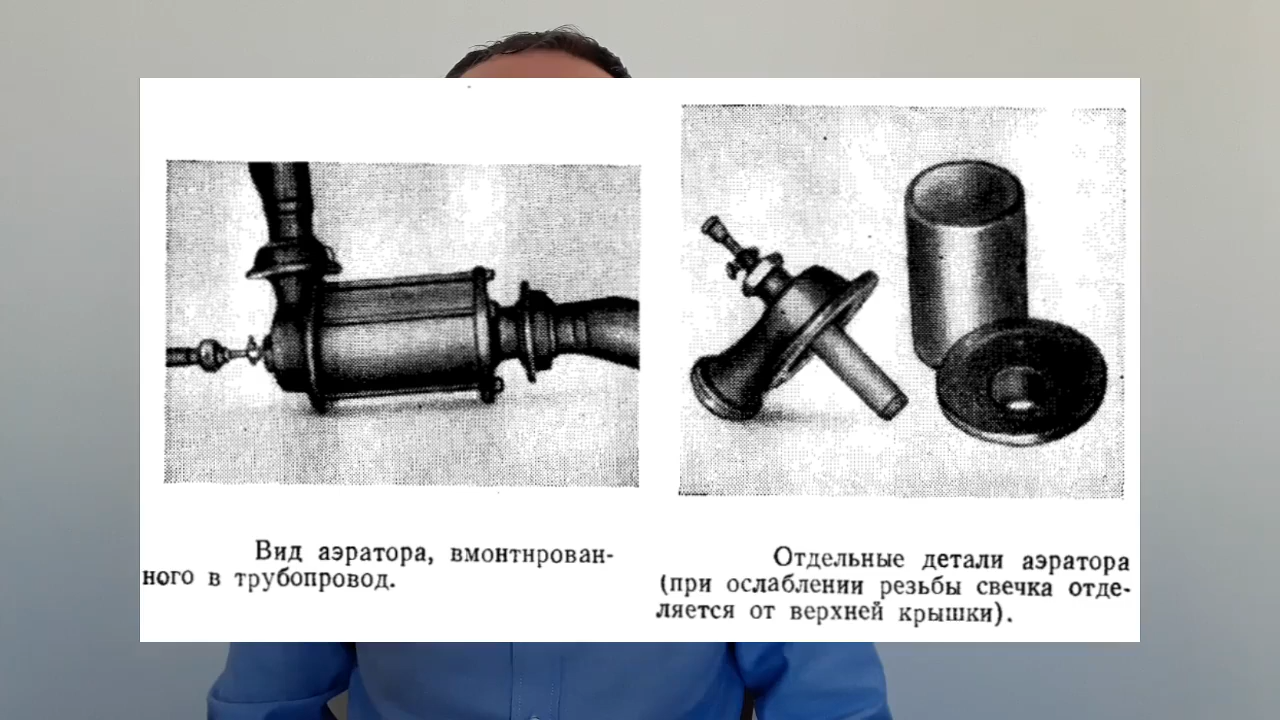 Вид аэратора, вмонтирован-
ного в трубопровод.
Отдельные детали аэратора
(при ослаблении резьбы свечка отде-
ляется от верхней крышки).